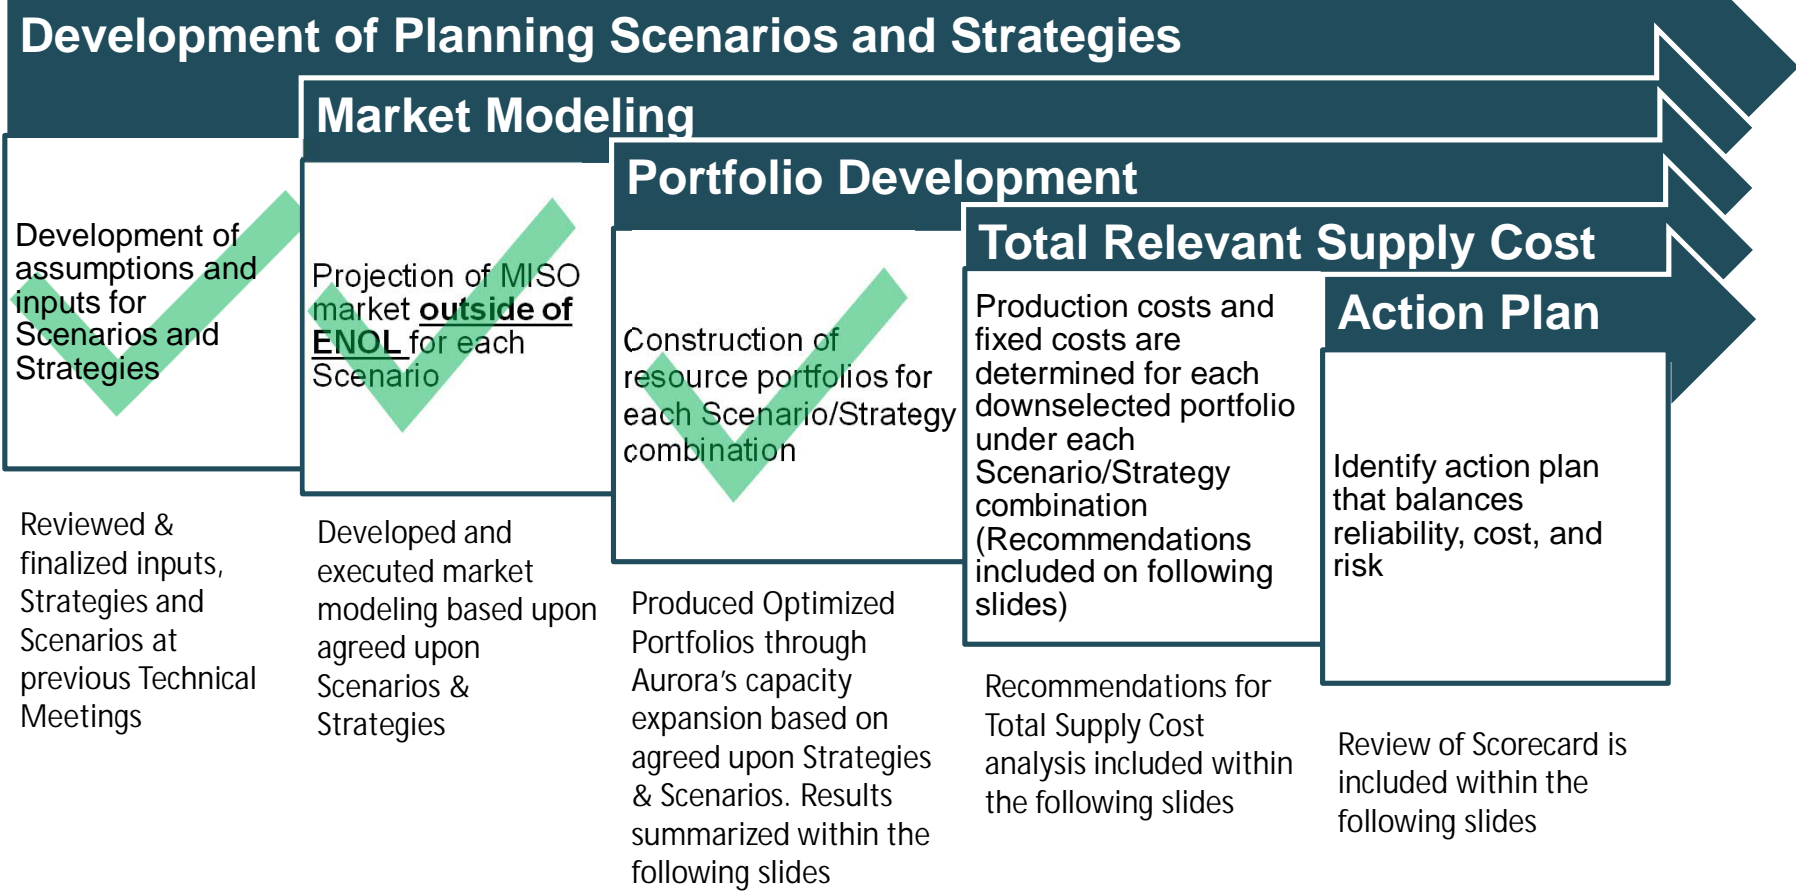 Development of Planning Scenarios and Strategies
Market Modeling
Portfolio Development
Total Relevant Supply Cost
Action Plan
Development of
assumptions and
inputs for
Scenarios and
Strategies
Reviewed &
finalized inputs,
Strategies and
Scenarios at
previous Technical
Meetings
Projection of MISO
market outside of
ENOL for each
Scenario
Developed and
executed market
modeling based upon
agreed upon
Scenarios &
Strategies
Construction of
resource portfolios for
each Scenario/Strategy
combination
Produced Optimized
Portfolios through
Aurora's capacity
expansion based on
agreed upon Strategies
& Scenarios. Results
summarized within the
following slides
Production costs and
fixed costs are
determined for each
downselected portfolio
under each
Scenario/Strategy
combination
(Recommendations
included on following
slides)
Recommendations for
Total Supply Cost
analysis included within
the following slides
Identify action plan
that balances
reliability, cost, and
risk
Review of Scorecard is
included within the
following slides